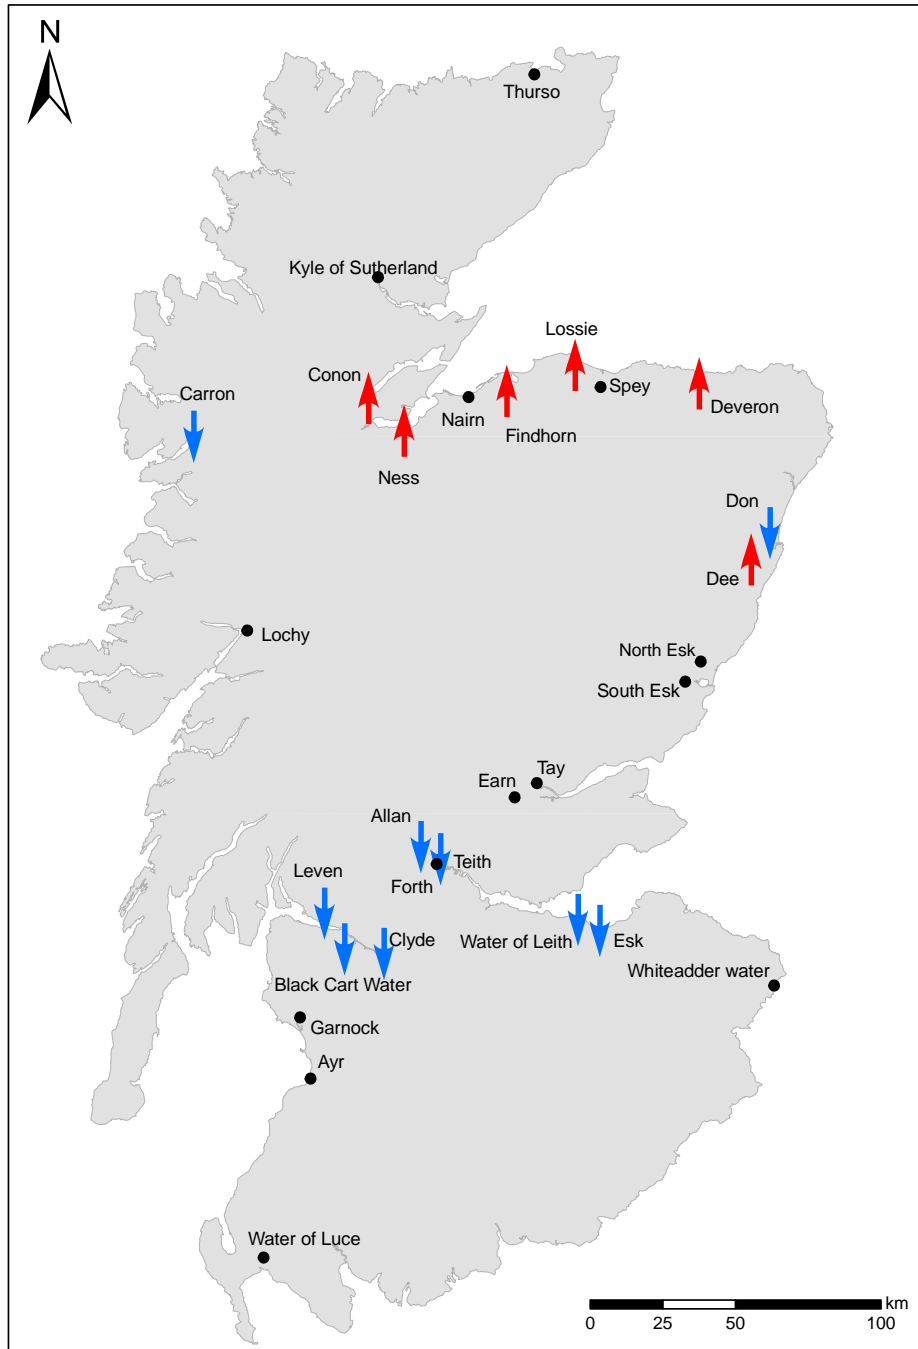 N
Thurso
Kyle of Sutherland
Lossie
Conon
Spey
Carron
Deveron
Nairn
Findhorn
Ness
Don
Dee
Lochy
North Esk
South Esk
Tay
Earn
Allan
Teith
Leven
Forth
Clyde
Water of Leith
Esk
Whiteadder water
Black Cart Water
Garnock
Ayr
Water of Luce
km
0 25 50 100